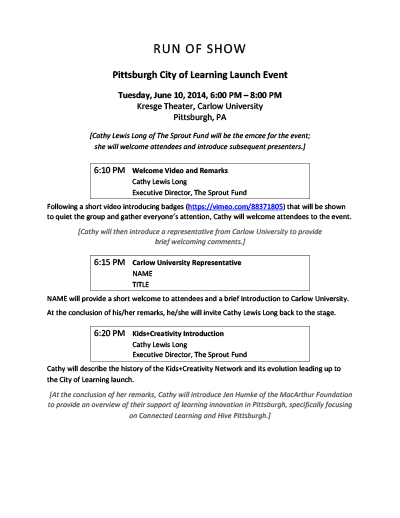 RUN OF SHOW
Pittsburgh City of Learning Launch Event
Tuesday, June 10, 2014, 6:00 PM – 8:00 PM
Kresge Theater, Carlow University
Pittsburgh, PA
[Cathy Lewis Long of The Sprout Fund will be the emcee for the event;
she will welcome attendees and introduce subsequent presenters.]
6:10 PM Welcome Video and Remarks
Cathy Lewis Long
Executive Director, The Sprout Fund
Following a short video introducing badges (https://vimeo.com/88371805) that will be shown
to quiet the group and gather everyone's attention, Cathy will welcome attendees to the event.
[Cathy will then introduce a representative from Carlow University to provide
brief welcoming comments.]
6:15 PM Carlow University Representative
NAME
TITLE
NAME will provide a short welcome to attendees and a brief introduction to Carlow University.
At the conclusion of his/her remarks, he/she will invite Cathy Lewis Long back to the stage.
6:20 PM Kids+Creativity Introduction
Cathy Lewis Long
Executive Director, The Sprout Fund
Cathy will describe the history of the Kids+Creativity Network and its evolution leading up to
the City of Learning launch.
[At the conclusion of her remarks, Cathy will introduce Jen Humke of the MacArthur Foundation
to provide an overview of their support of learning innovation in Pittsburgh, specifically focusing
on Connected Learning and Hive Pittsburgh.]